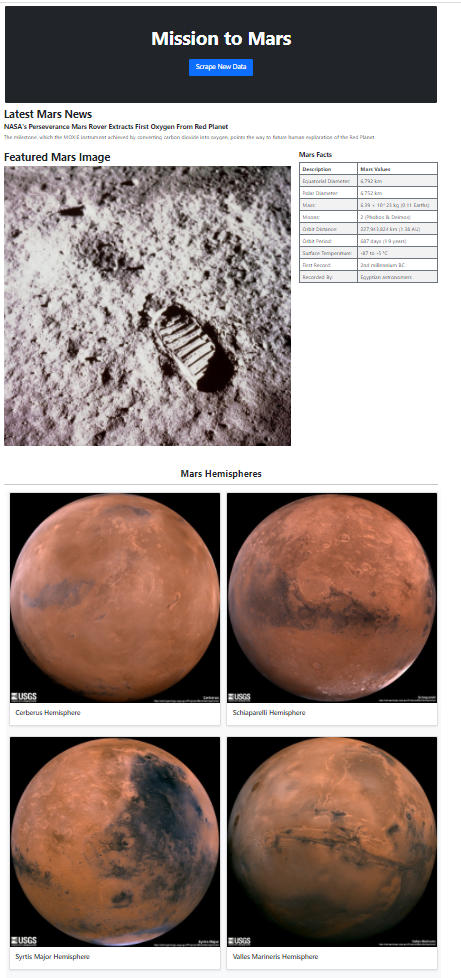 Mission to Mars
Scrape New Data
Latest Mars News
NASA's Perseverance Mars Rover Extracts First Oxygen From Red Planet
The milestone, which the MOXIE instrument achieved by converting carbon dioxide into oxygen, points the way to future human exploration of the Red Planet.
Featured Mars Image
Mars Facts
Description Mars Values
Equatorial Diameter: 6,792 km
Polar Diameter: 6,752 km
Mass: 6.39 × 10^23 kg (0.11 Earths)
Moons: 2 (Phobos & Deimos)
Orbit Distance: 227,943,824 km (1.38 AU)
Orbit Period: 687 days (1.9 years)
Surface Temperature: -87 to -5 °C
First Record: 2nd millennium BC
Recorded By: Egyptian astronomers
Mars Hemispheres
USGS Cerberus
USGS Schiaparelli
Cerberus Hemisphere
Schiaparelli Hemisphere
USGS Syrtis Major
USGS Valles Marineris
Syrtis Major Hemisphere
Valles Marineris Hemisphere